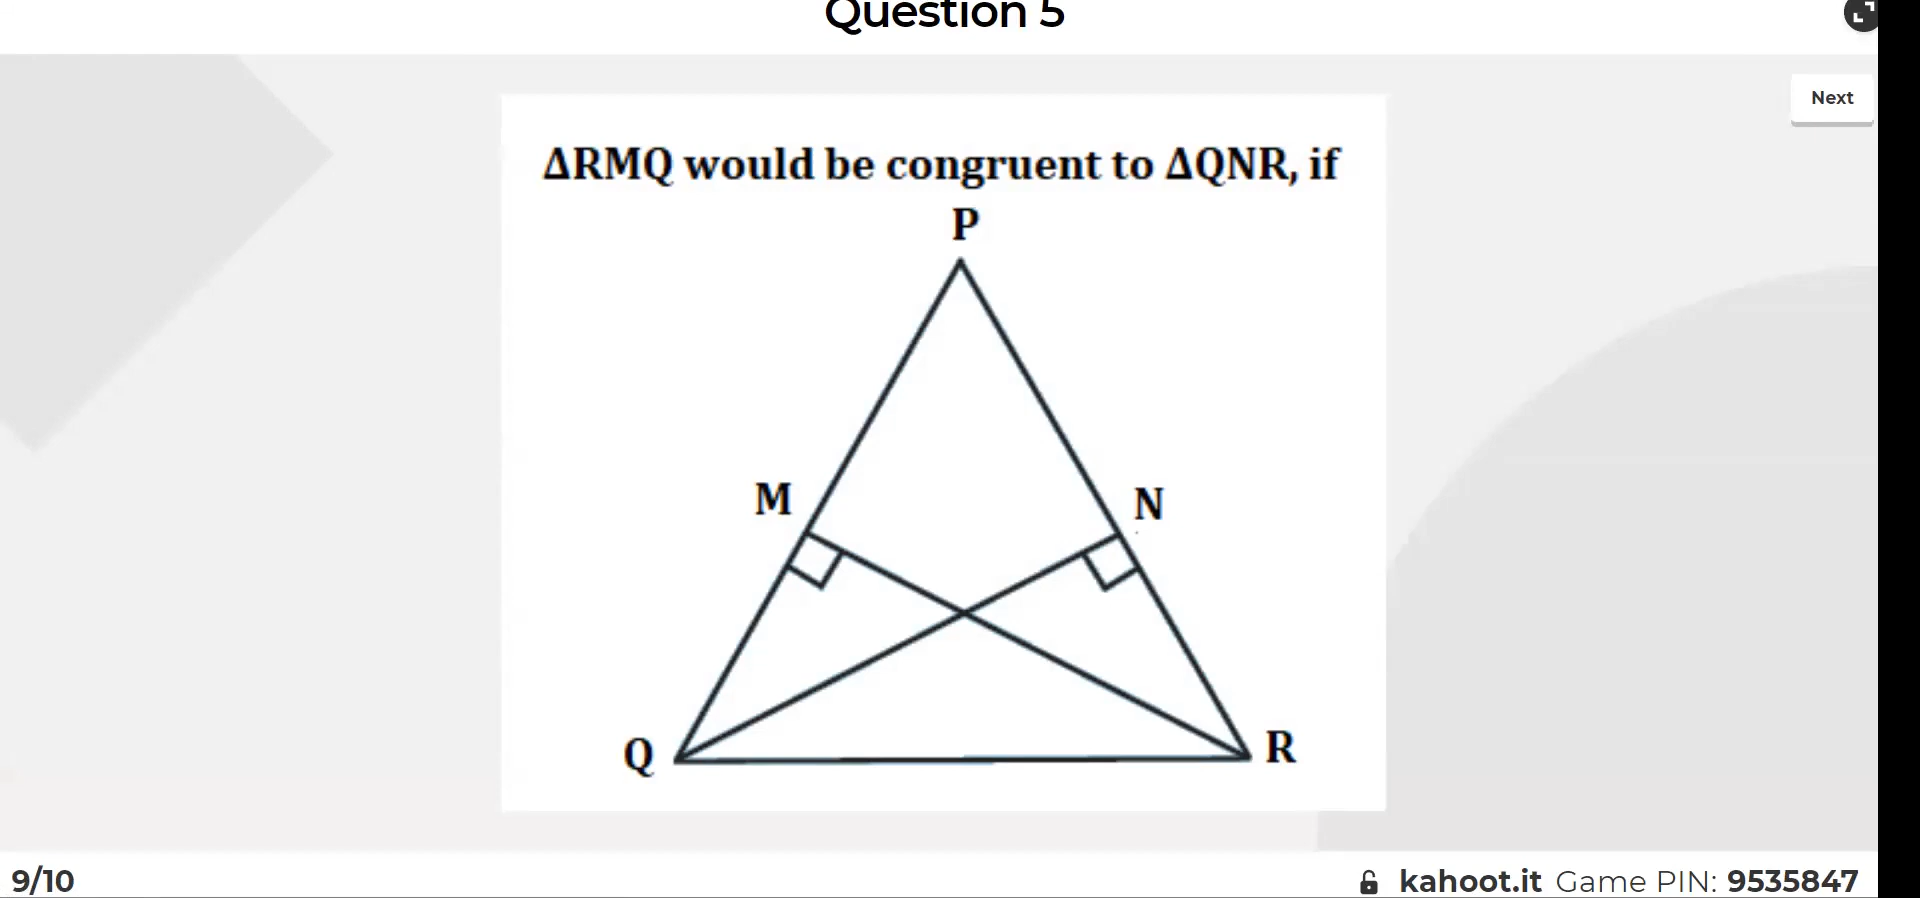 Question 5
Next
ΔRMQ would be congruent to ΔQNR, if
P
M
N
Q
R
9/10
kahoot.it Game PIN: 9535847